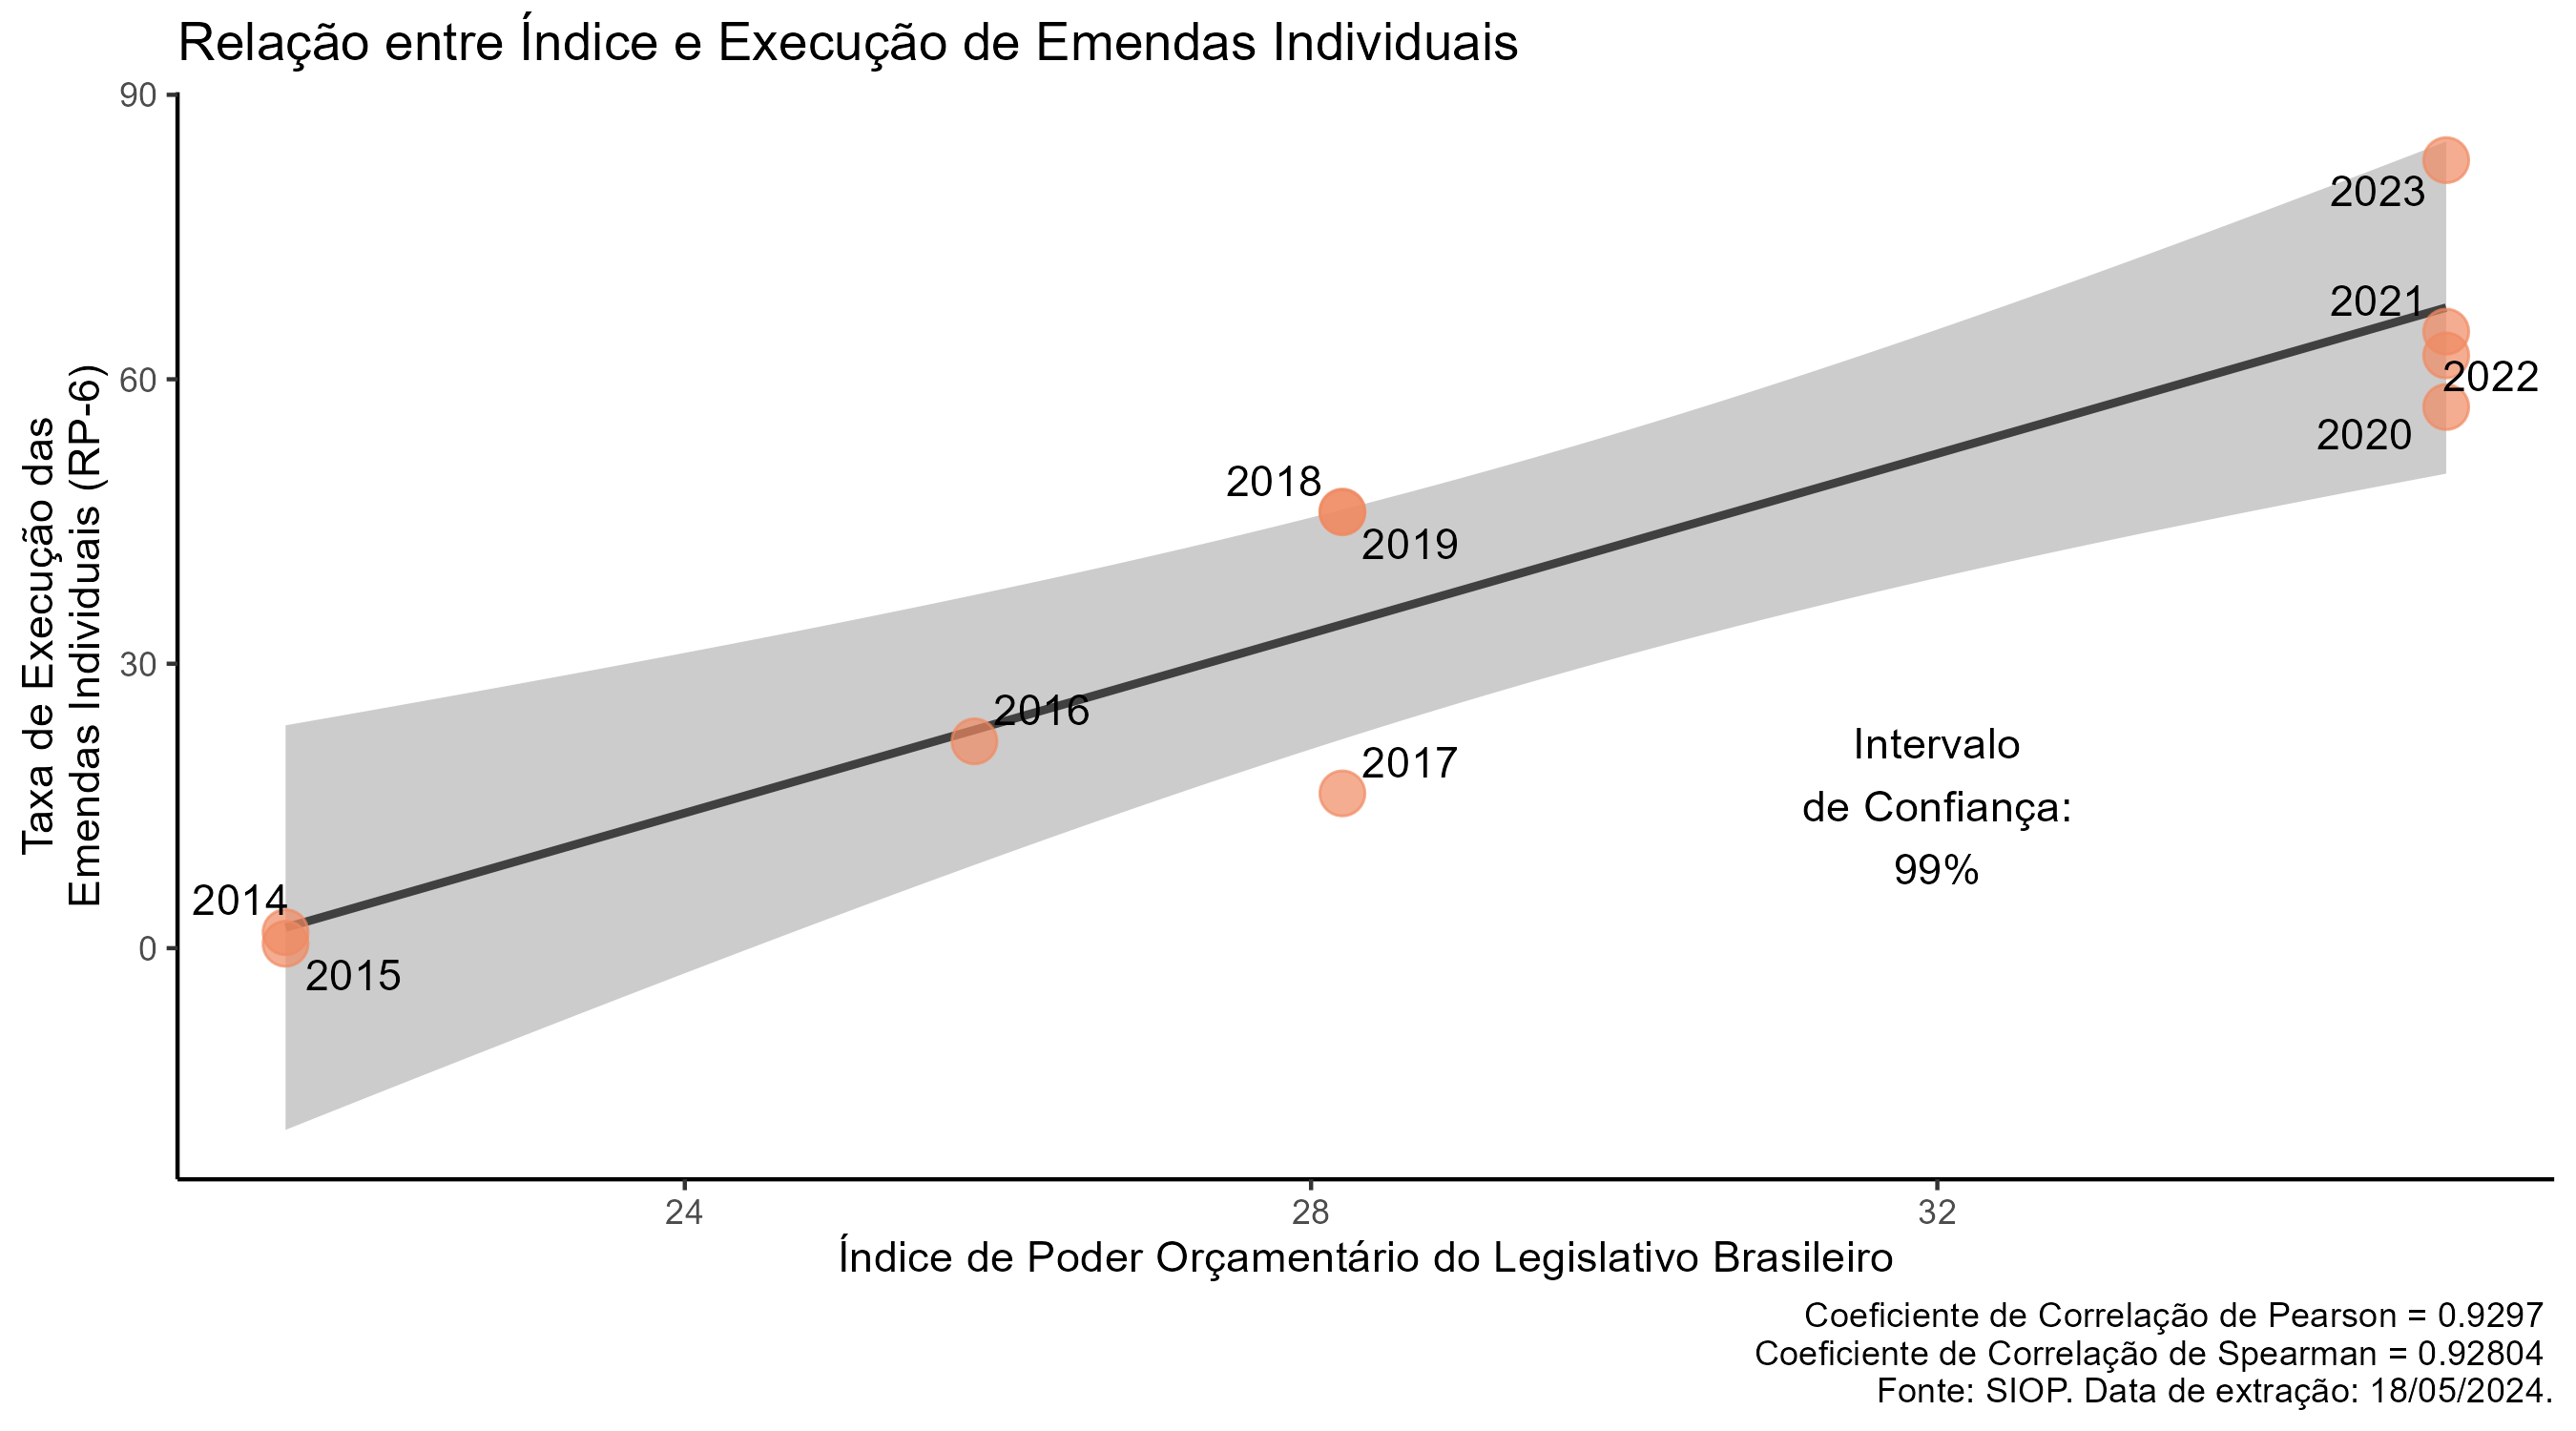 Relação entre Índice e Execução de Emendas Individuais
Taxa de Execução das
Emendas Individuais (RP-6)
90
60
30
0
2023
2021
2022
2020
2018
2019
2016
2017
2014
2015
Intervalo
de Confiança:
99%
24
28
32
Índice de Poder Orçamentário do Legislativo Brasileiro
Coeficiente de Correlação de Pearson = 0.9297
Coeficiente de Correlação de Spearman = 0.92804
Fonte: SIOP. Data de extração: 18/05/2024.